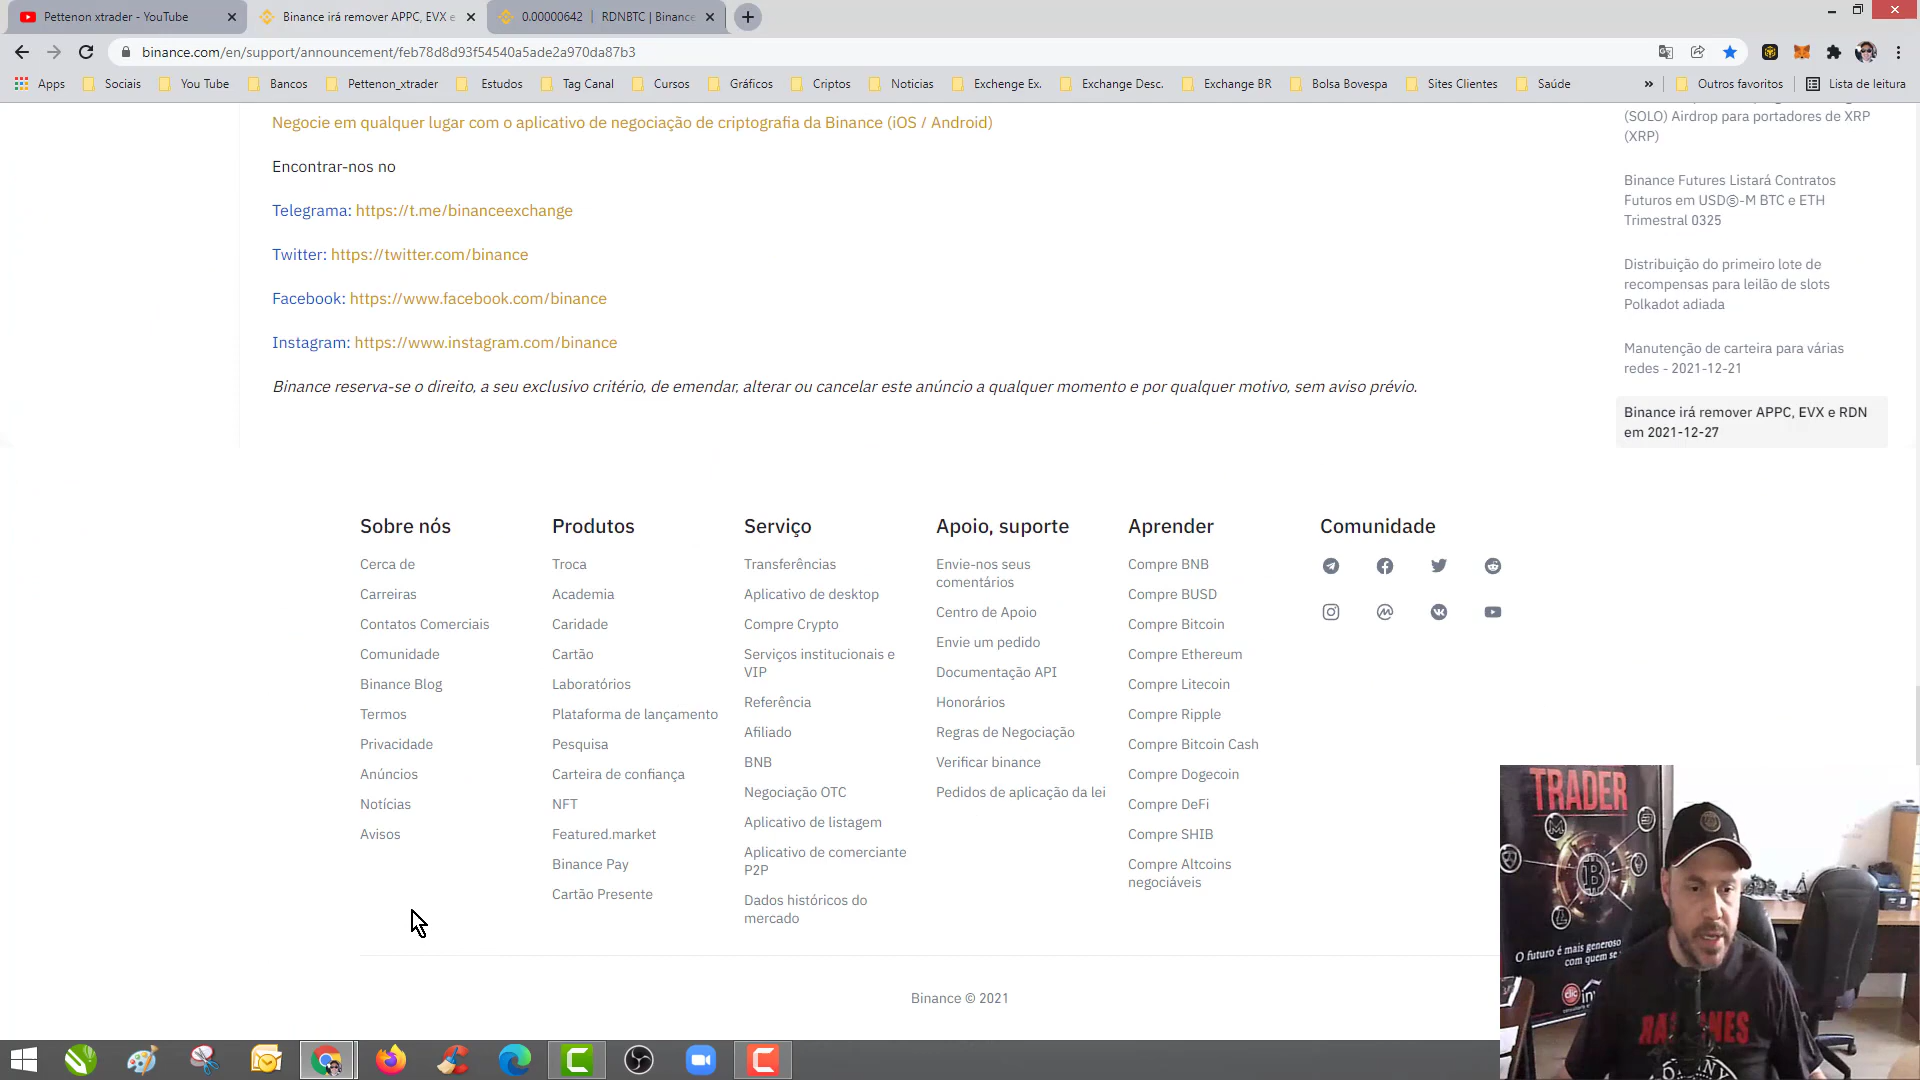 Pettenon xtrader - YouTube
Binance irá remover APPC, EVX e
0.00000642 | RDNBTC | Binanc
binance.com/en/support/announcement/feb78d8d93f54540a5ade2a970da87b3
Apps
Sociais
You Tube
Bancos
Pettenon_xtrader
Estudos
Tag Canal
Cursos
Gráficos
Criptos
Noticias
Exchenge Ex.
Exchange Desc.
Exchange BR
Bolsa Bovespa
Sites Clientes
Saúde
»
Outros favoritos
Lista de leitura
Negocie em qualquer lugar com o aplicativo de negociação de criptografia da Binance (iOS / Android)
Encontrar-nos no
Telegrama: https://t.me/binanceexchange
Twitter: https://twitter.com/binance
Facebook: https://www.facebook.com/binance
Instagram: https://www.instagram.com/binance
Binance reserva-se o direito, a seu exclusivo critério, de emendar, alterar ou cancelar este anúncio a qualquer momento e por qualquer motivo, sem aviso prévio.
(SOLO) Airdrop para portadores de XRP
(XRP)
Binance Futures Listará Contratos
Futuros em USDⓈ-M BTC e ETH
Trimestral 0325
Distribuição do primeiro lote de
recompensas para leilão de slots
Polkadot adiada
Manutenção de carteira para várias
redes - 2021-12-21
Binance irá remover APPC, EVX e RDN
em 2021-12-27
Sobre nós
Cerca de
Carreiras
Contatos Comerciais
Comunidade
Binance Blog
Termos
Privacidade
Anúncios
Notícias
Avisos
Produtos
Troca
Academia
Caridade
Cartão
Laboratórios
Plataforma de lançamento
Pesquisa
Carteira de confiança
NFT
Featured.market
Binance Pay
Cartão Presente
Serviço
Transferências
Aplicativo de desktop
Compre Crypto
Serviços institucionais e
VIP
Referência
Afiliado
BNB
Negociação OTC
Aplicativo de listagem
Aplicativo de comerciante
P2P
Dados históricos do
mercado
Apoio, suporte
Envie-nos seus
comentários
Centro de Apoio
Envie um pedido
Documentação API
Honorários
Regras de Negociação
Verificar binance
Pedidos de aplicação da lei
Aprender
Compre BNB
Compre BUSD
Compre Bitcoin
Compre Ethereum
Compre Litecoin
Compre Ripple
Compre Bitcoin Cash
Compre Dogecoin
Compre DeFi
Compre SHIB
Compre Altcoins
negociáveis
Comunidade
Binance © 2021
TRADER
O futuro é mais generoso
com quem se